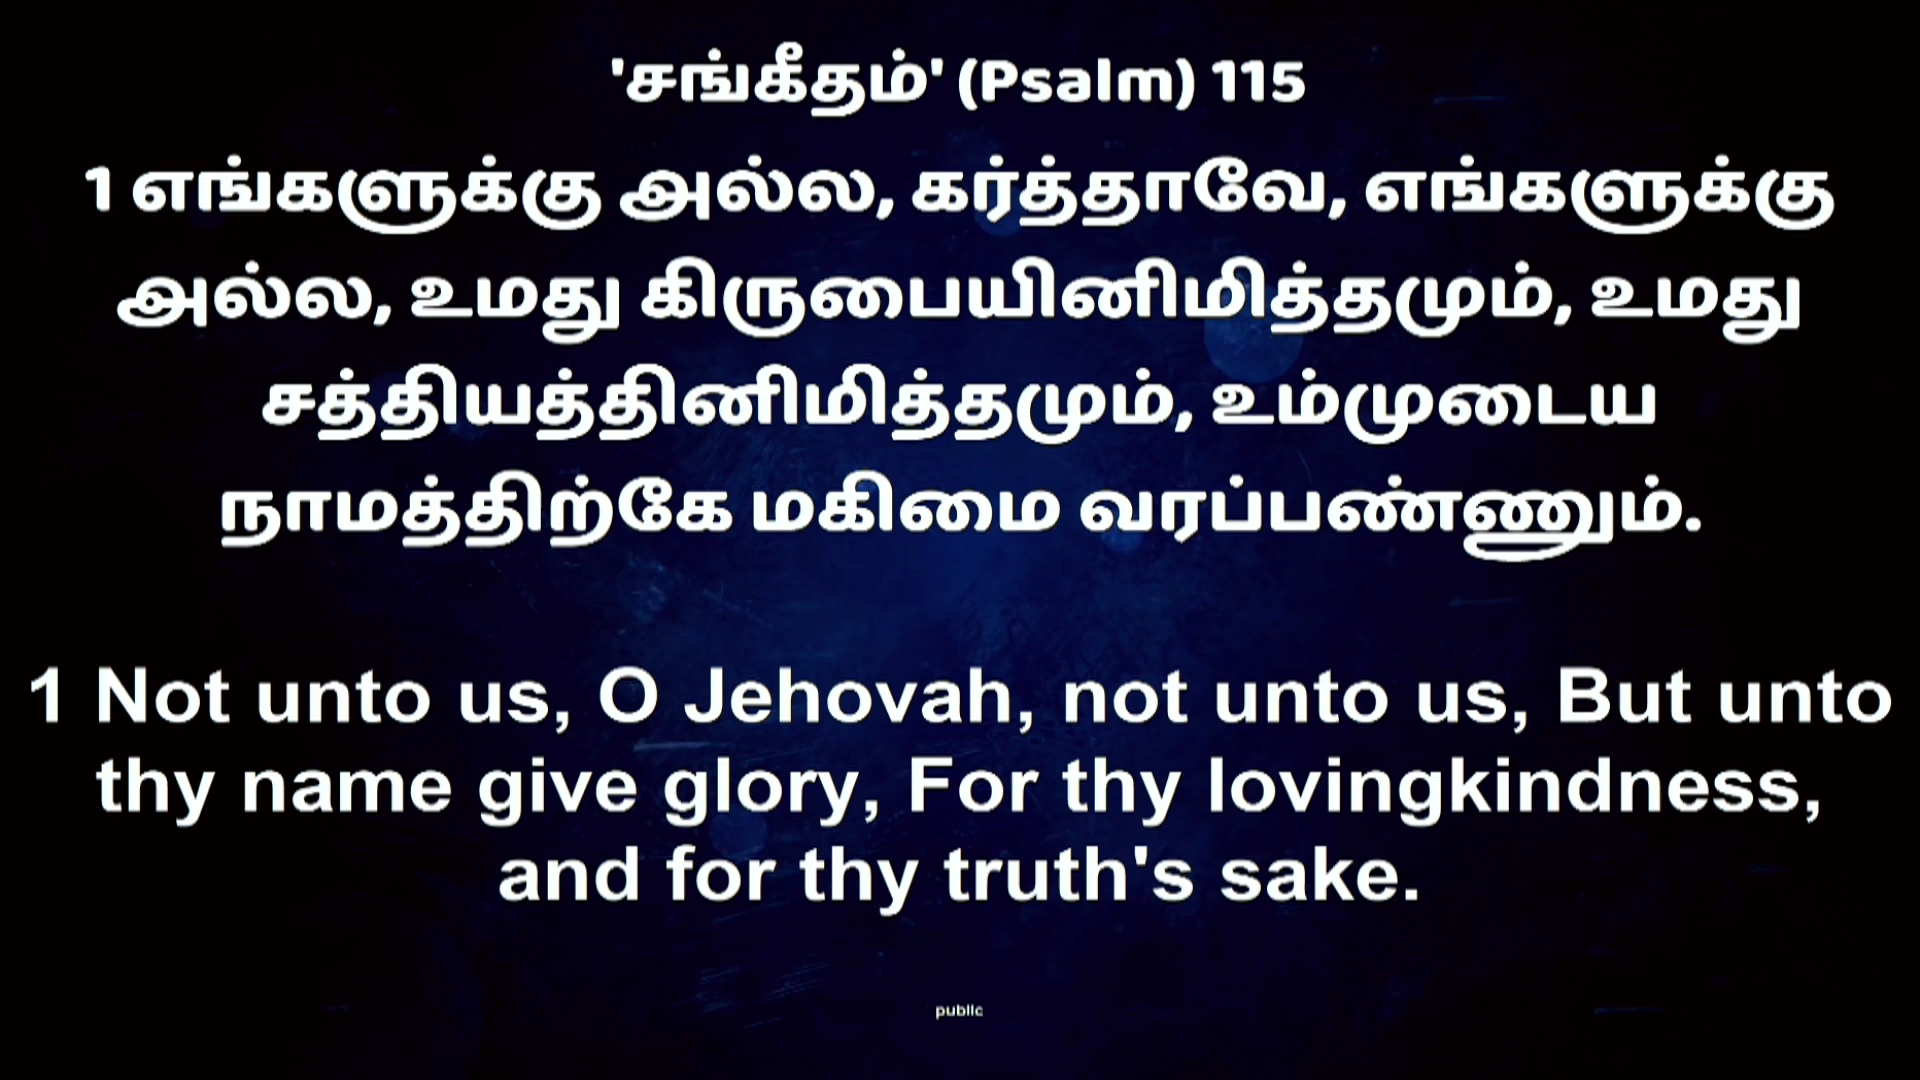 'சங்கீதம்' (Psalm) 115
1 எங்களுக்கு அல்ல, கர்த்தாவே, எங்களுக்கு
அல்ல, உமது கிருபையினிமித்தமும், உமது
சத்தியத்தினிமித்தமும், உம்முடைய
நாமத்திற்கே மகிமை வரப்பண்ணும்.
1 Not unto us, O Jehovah, not unto us, But unto
thy name give glory, For thy lovingkindness,
and for thy truth's sake.
public